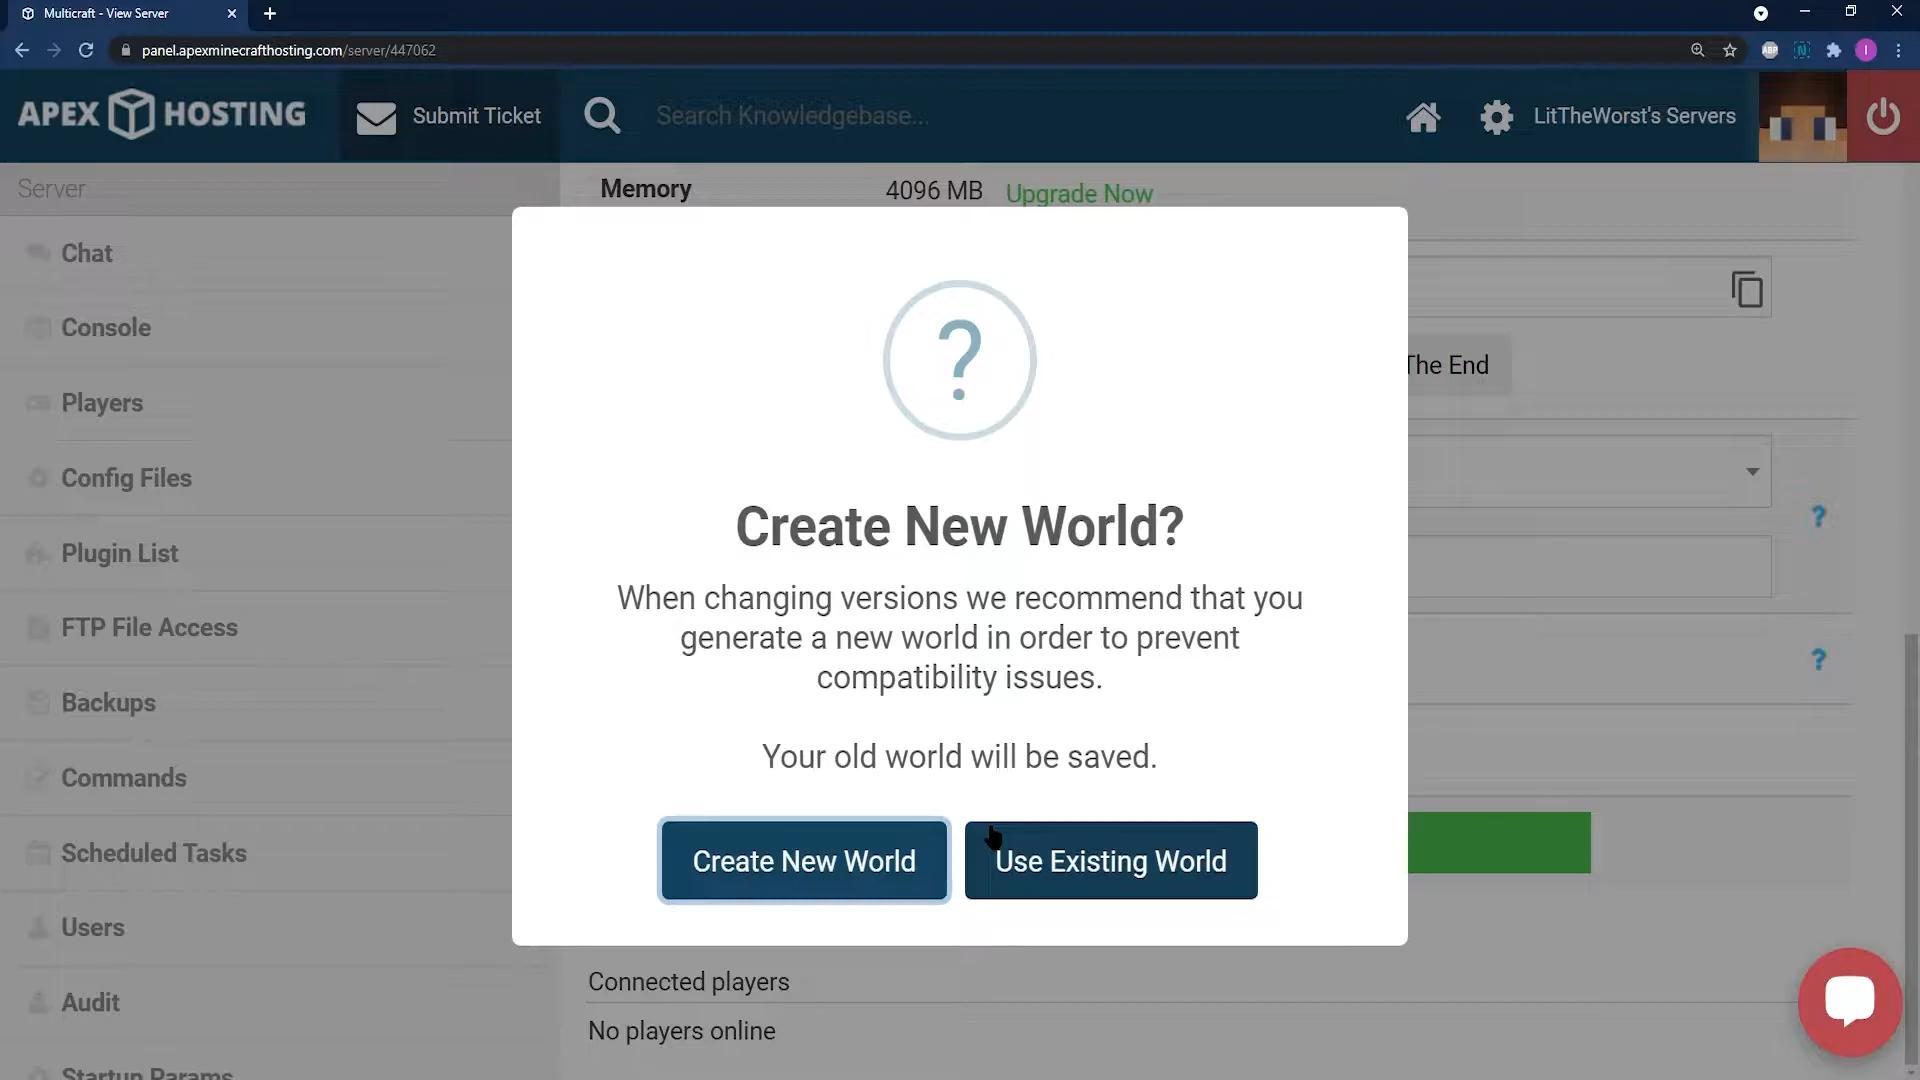 Multicraft - View Server
panel.apexminecrafthosting.com/server/447062
ABP
N
I
APEX HOSTING
Submit Ticket
Search Knowledgebase...
LitTheWorst's Servers
Server
Chat
Console
Players
Config Files
Plugin List
FTP File Access
Backups
Commands
Scheduled Tasks
Users
Audit
Startup Params
Memory 4096 MB Upgrade Now
The End
?
?
?
Create New World?
When changing versions we recommend that you
generate a new world in order to prevent
compatibility issues.
Your old world will be saved.
Create New World
Use Existing World
Connected players
No players online